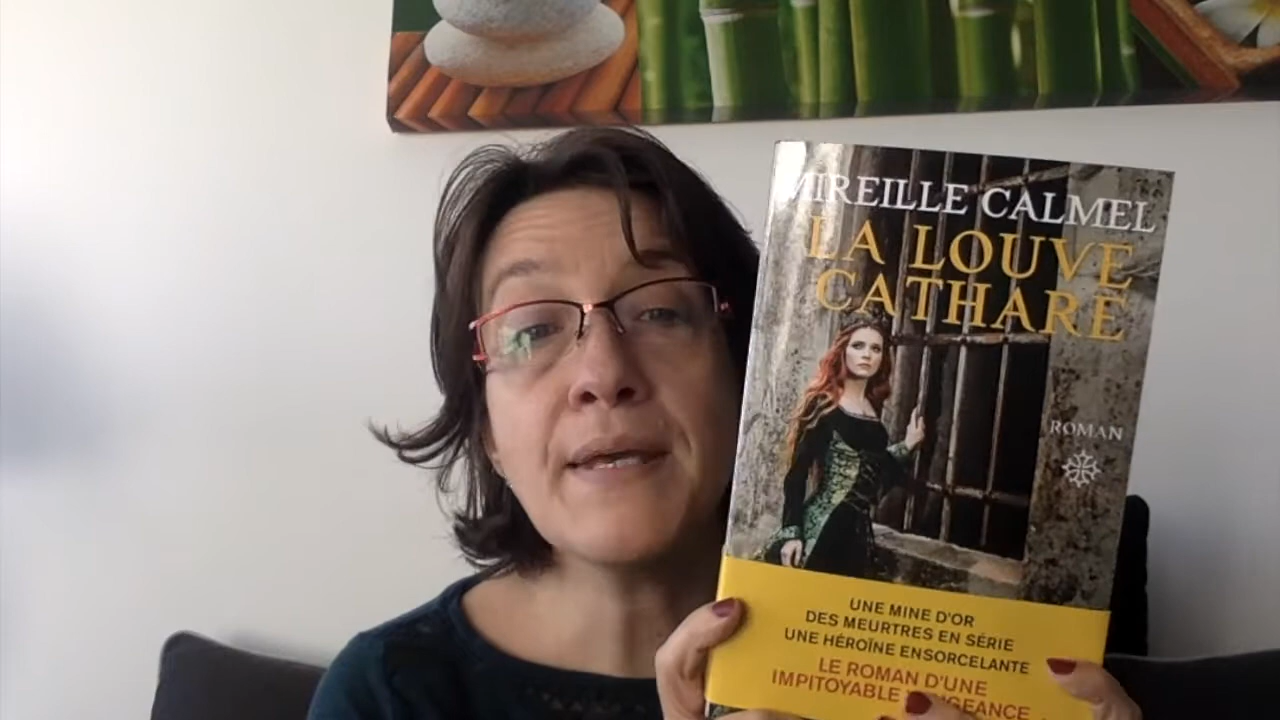 MIREILLE CALMEL
LA LOUVE
CATHARE
ROMAN
UNE MINE D'OR
DES MEURTRES EN SÉRIE
UNE HÉROÏNE ENSORCELANTE
LE ROMAN D'UNE
IMPITOYABLE VENGEANCE